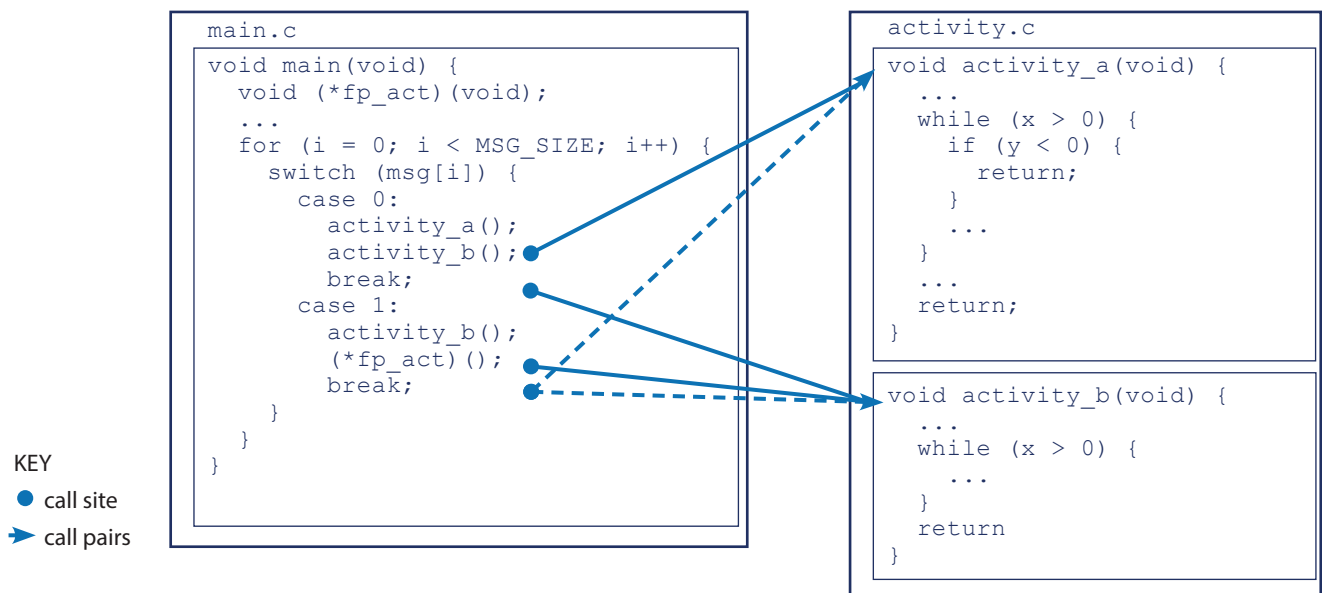 main.c
void main(void) {
void (*fp_act)(void);
...
for (i = 0; i < MSG_SIZE; i++) {
switch (msg[i]) {
case 0:
activity_a();
activity_b();
break;
case 1:
activity_b();
(*fp_act)();
break;
}
}
}
activity.c
void activity_a(void) {
...
while (x > 0) {
if (y < 0) {
return;
}
...
}
...
return;
}
void activity_b(void) {
...
while (x > 0) {
...
}
return
}
KEY
call site
call pairs